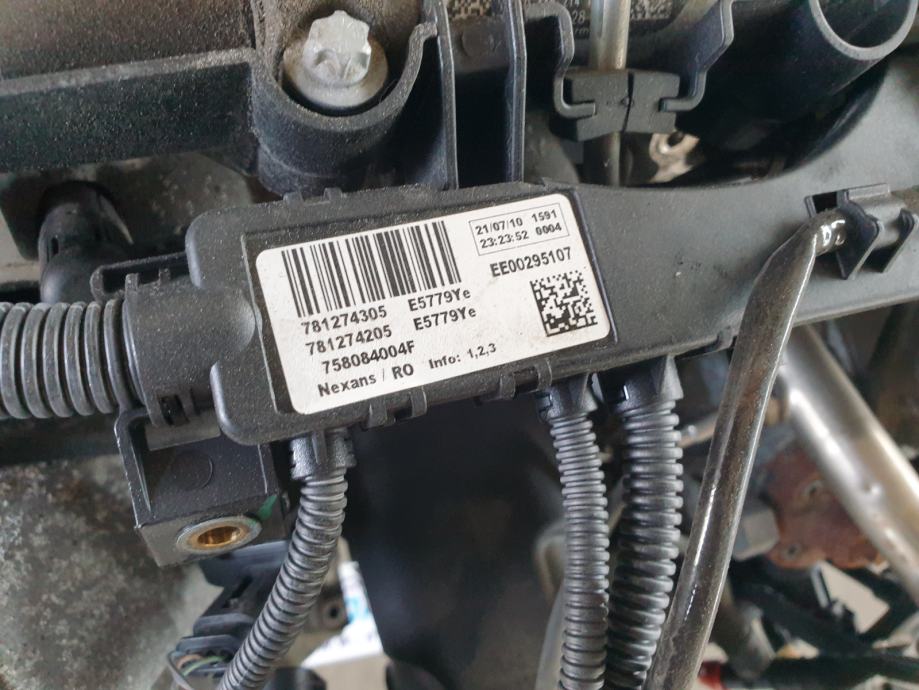 21/07/10 1591
23:23:52 0004
EE00295107
781274305 E5779Ye
781274205 E5779Ye
758084004F
Nexans / RO Info: 1,2,3